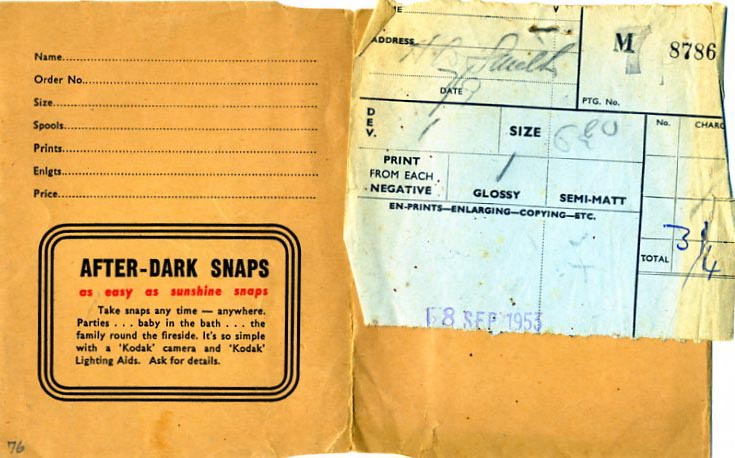 Name
Order No.
Size
Spools
Prints
Enlgts
Price
AFTER-DARK SNAPS
as easy as sunshine snaps
Take snaps any time — anywhere.
Parties . . . baby in the bath . . . the
family round the fireside. It's so simple
with a 'Kodak' camera and 'Kodak'
Lighting Aids. Ask for details.
76
ADDRESS
Smith
DATE
M 8786
PTG. No.
DEV.
SIZE 620
No.
PRINT
FROM EACH
NEGATIVE
GLOSSY
SEMI-MATT
EN-PRINTS—ENLARGING—COPYING—ETC.
TOTAL 3/4
18 SEP 1953